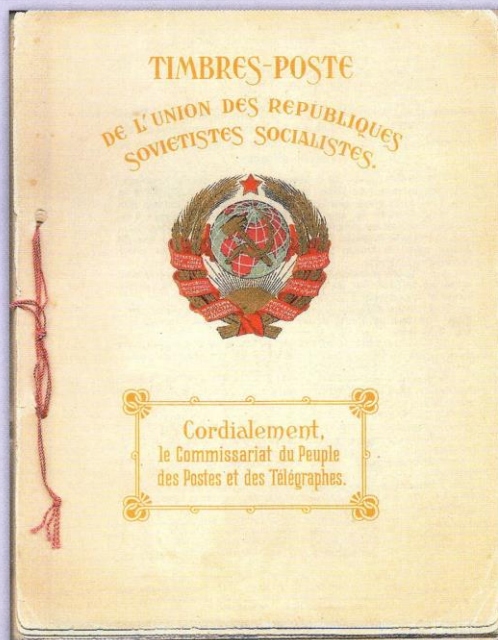 TIMBRES-POSTE
DE L'UNION DES REPUBLIQUES
SOVIETISTES SOCIALISTES.
Cordialement,
le Commissariat du Peuple
des Postes et des Télégraphes.